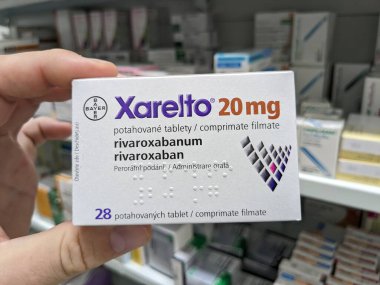 BAYER
Xarelto® 20 mg
potahované tablety / comprimate filmate
rivaroxabanum
rivaroxaban
Perorální podání / Administrare orală
28 potahovaných tablet / comprimate filmate